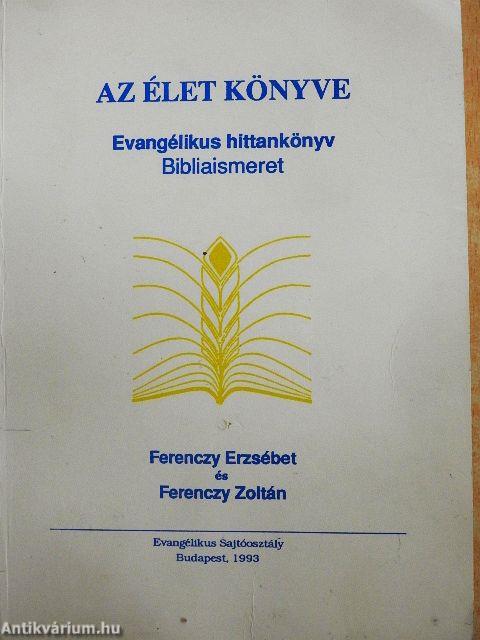 AZ ÉLET KÖNYVE
Evangélikus hittankönyv
Bibliaismeret
Ferenczy Erzsébet
és
Ferenczy Zoltán
Evangélikus Sajtóosztály
Budapest, 1993
Antikvárium.hu